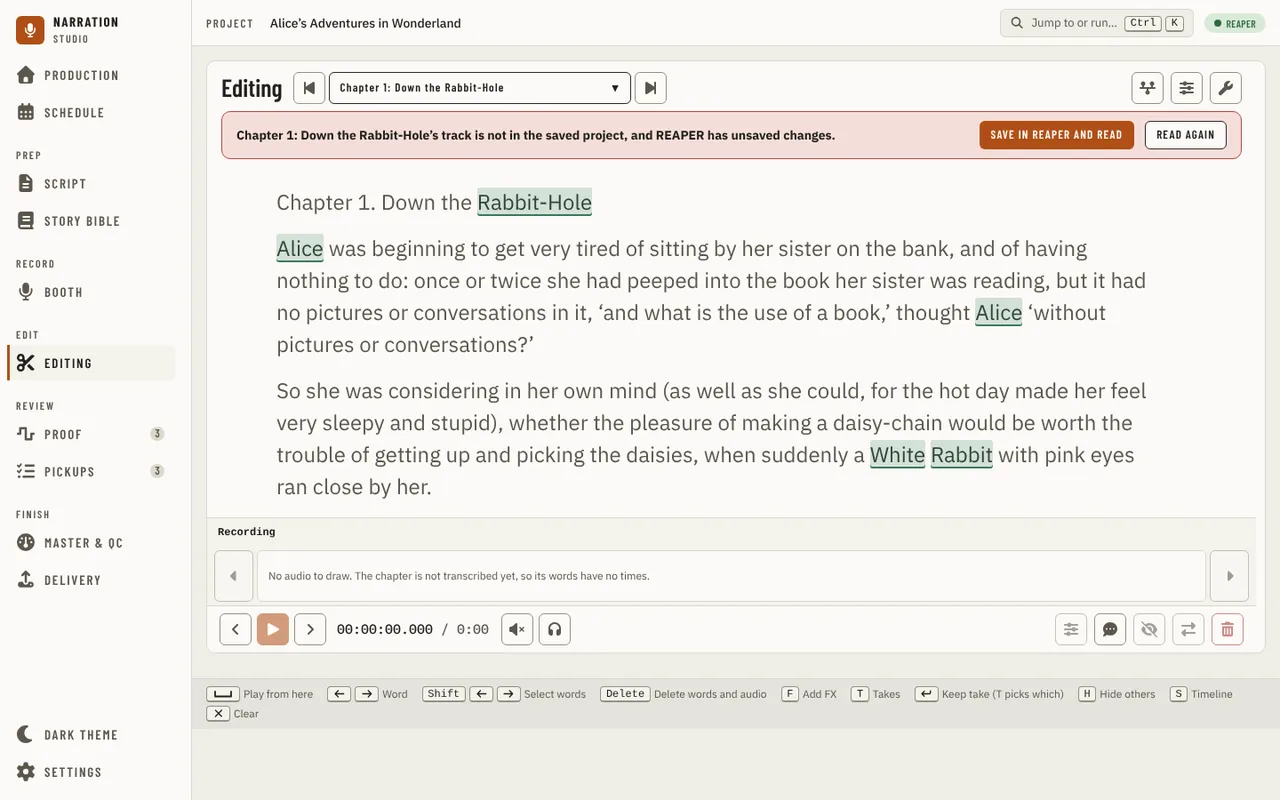 NARRATION
STUDIO
PRODUCTION
SCHEDULE
PREP
SCRIPT
STORY BIBLE
RECORD
BOOTH
EDIT
EDITING
REVIEW
PROOF 3
PICKUPS 3
FINISH
MASTER & QC
DELIVERY
DARK THEME
SETTINGS
PROJECT Alice’s Adventures in Wonderland
Jump to or run... Ctrl K
REAPER
Editing
Chapter 1: Down the Rabbit-Hole
Chapter 1: Down the Rabbit-Hole’s track is not in the saved project, and REAPER has unsaved changes.
SAVE IN REAPER AND READ
READ AGAIN
Chapter 1. Down the Rabbit-Hole
Alice was beginning to get very tired of sitting by her sister on the bank, and of having
nothing to do: once or twice she had peeped into the book her sister was reading, but it had
no pictures or conversations in it, ‘and what is the use of a book,’ thought Alice ‘without
pictures or conversations?’
So she was considering in her own mind (as well as she could, for the hot day made her feel
very sleepy and stupid), whether the pleasure of making a daisy-chain would be worth the
trouble of getting up and picking the daisies, when suddenly a White Rabbit with pink eyes
ran close by her.
Recording
No audio to draw. The chapter is not transcribed yet, so its words have no times.
00:00:00.000 / 0:00
Play from here ← → Word Shift ← → Select words Delete Delete words and audio F Add FX T Takes ↵ Keep take (T picks which) H Hide others S Timeline
✕ Clear